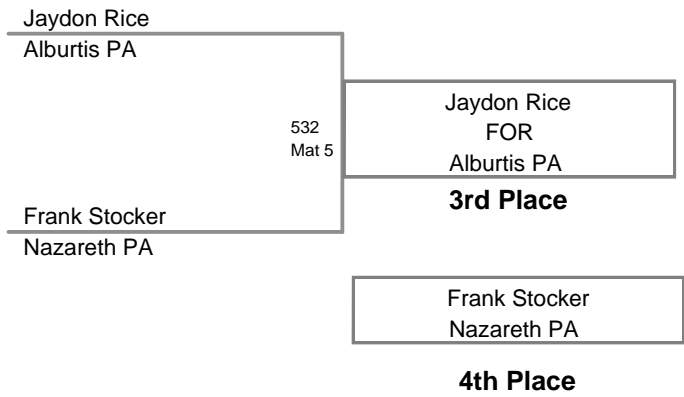 Jaydon Rice
Alburtis PA
532
Mat 5
Jaydon Rice
FOR
Alburtis PA
3rd Place
Frank Stocker
Nazareth PA
Frank Stocker
Nazareth PA
4th Place